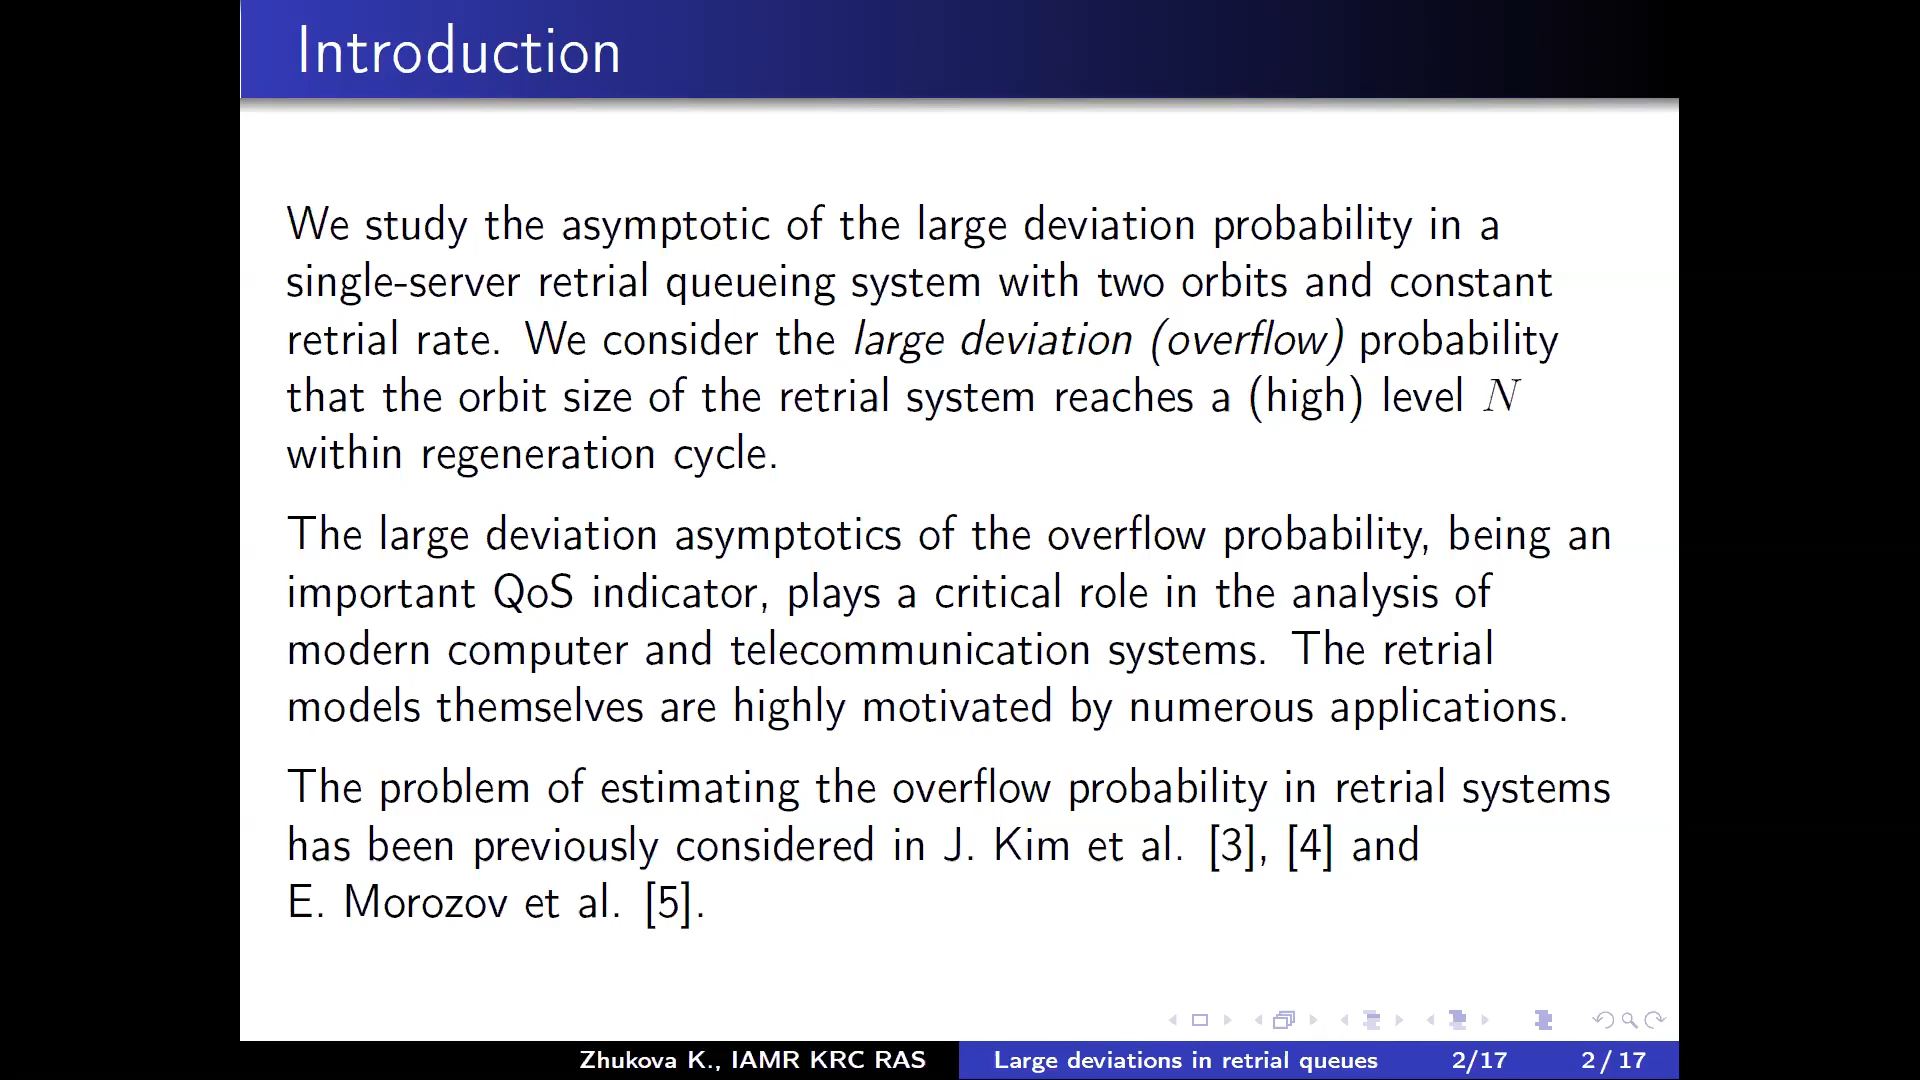 Introduction
We study the asymptotic of the large deviation probability in a
single-server retrial queueing system with two orbits and constant
retrial rate. We consider the large deviation (overflow) probability
that the orbit size of the retrial system reaches a (high) level N
within regeneration cycle.
The large deviation asymptotics of the overflow probability, being an
important QoS indicator, plays a critical role in the analysis of
modern computer and telecommunication systems. The retrial
models themselves are highly motivated by numerous applications.
The problem of estimating the overflow probability in retrial systems
has been previously considered in J. Kim et al. [3], [4] and
E. Morozov et al. [5].
Zhukova K., IAMR KRC RAS Large deviations in retrial queues 2/17 2 / 17